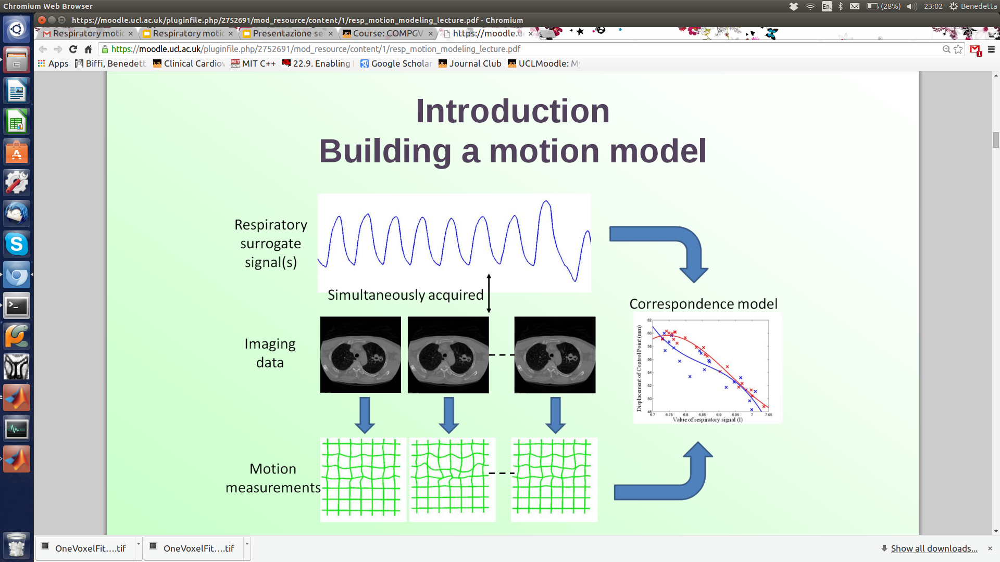 Chromium Web Browser
En1
(28%)
23:02
Benedetta
https://moodle.ucl.ac.uk/pluginfile.php/2752691/mod_resource/content/1/resp_motion_modeling_lecture.pdf - Chromium
Respiratory motic
Respiratory motic
Presentazione se
Course: COMPGV
https://moodle.u
https://moodle.ucl.ac.uk/pluginfile.php/2752691/mod_resource/content/1/resp_motion_modeling_lecture.pdf
1
Apps
Biffi, Benedett
Clinical Cardiov
MIT C++
22.9. Enabling
Google Scholar
Journal Club
UCLMoodle: M
Introduction
Building a motion model
Respiratory
surrogate
signal(s)
Simultaneously acquired
Imaging
data
Motion
measurements
Correspondence model
Displacement of Control Point (mm)
62
60
58
56
54
52
50
48
6.7
6.75
6.8
6.85
6.9
6.95
7
7.05
Value of respiratory signal (I)
OneVoxelFit....tif
OneVoxelFit....tif
Show all downloads...